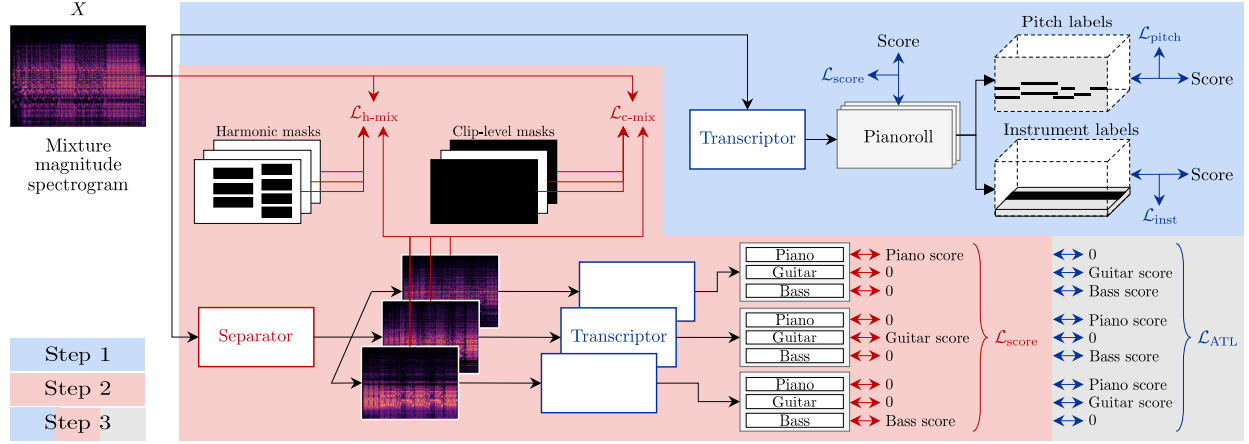 X
Mixture
magnitude
spectrogram
Step 1
Step 2
Step 3
Harmonic masks
ℒh-mix
Clip-level masks
ℒc-mix
Transcriptor
Score
ℒscore
Pianoroll
Pitch labels
ℒpitch
Score
Instrument labels
Score
ℒinst
Separator
Transcriptor
Piano
Guitar
Bass
Piano score
0
0
Piano
Guitar
Bass
0
Guitar score
0
Piano
Guitar
Bass
0
0
Bass score
ℒscore
0
Guitar score
Bass score
Piano score
0
Bass score
Piano score
Guitar score
0
ℒATL